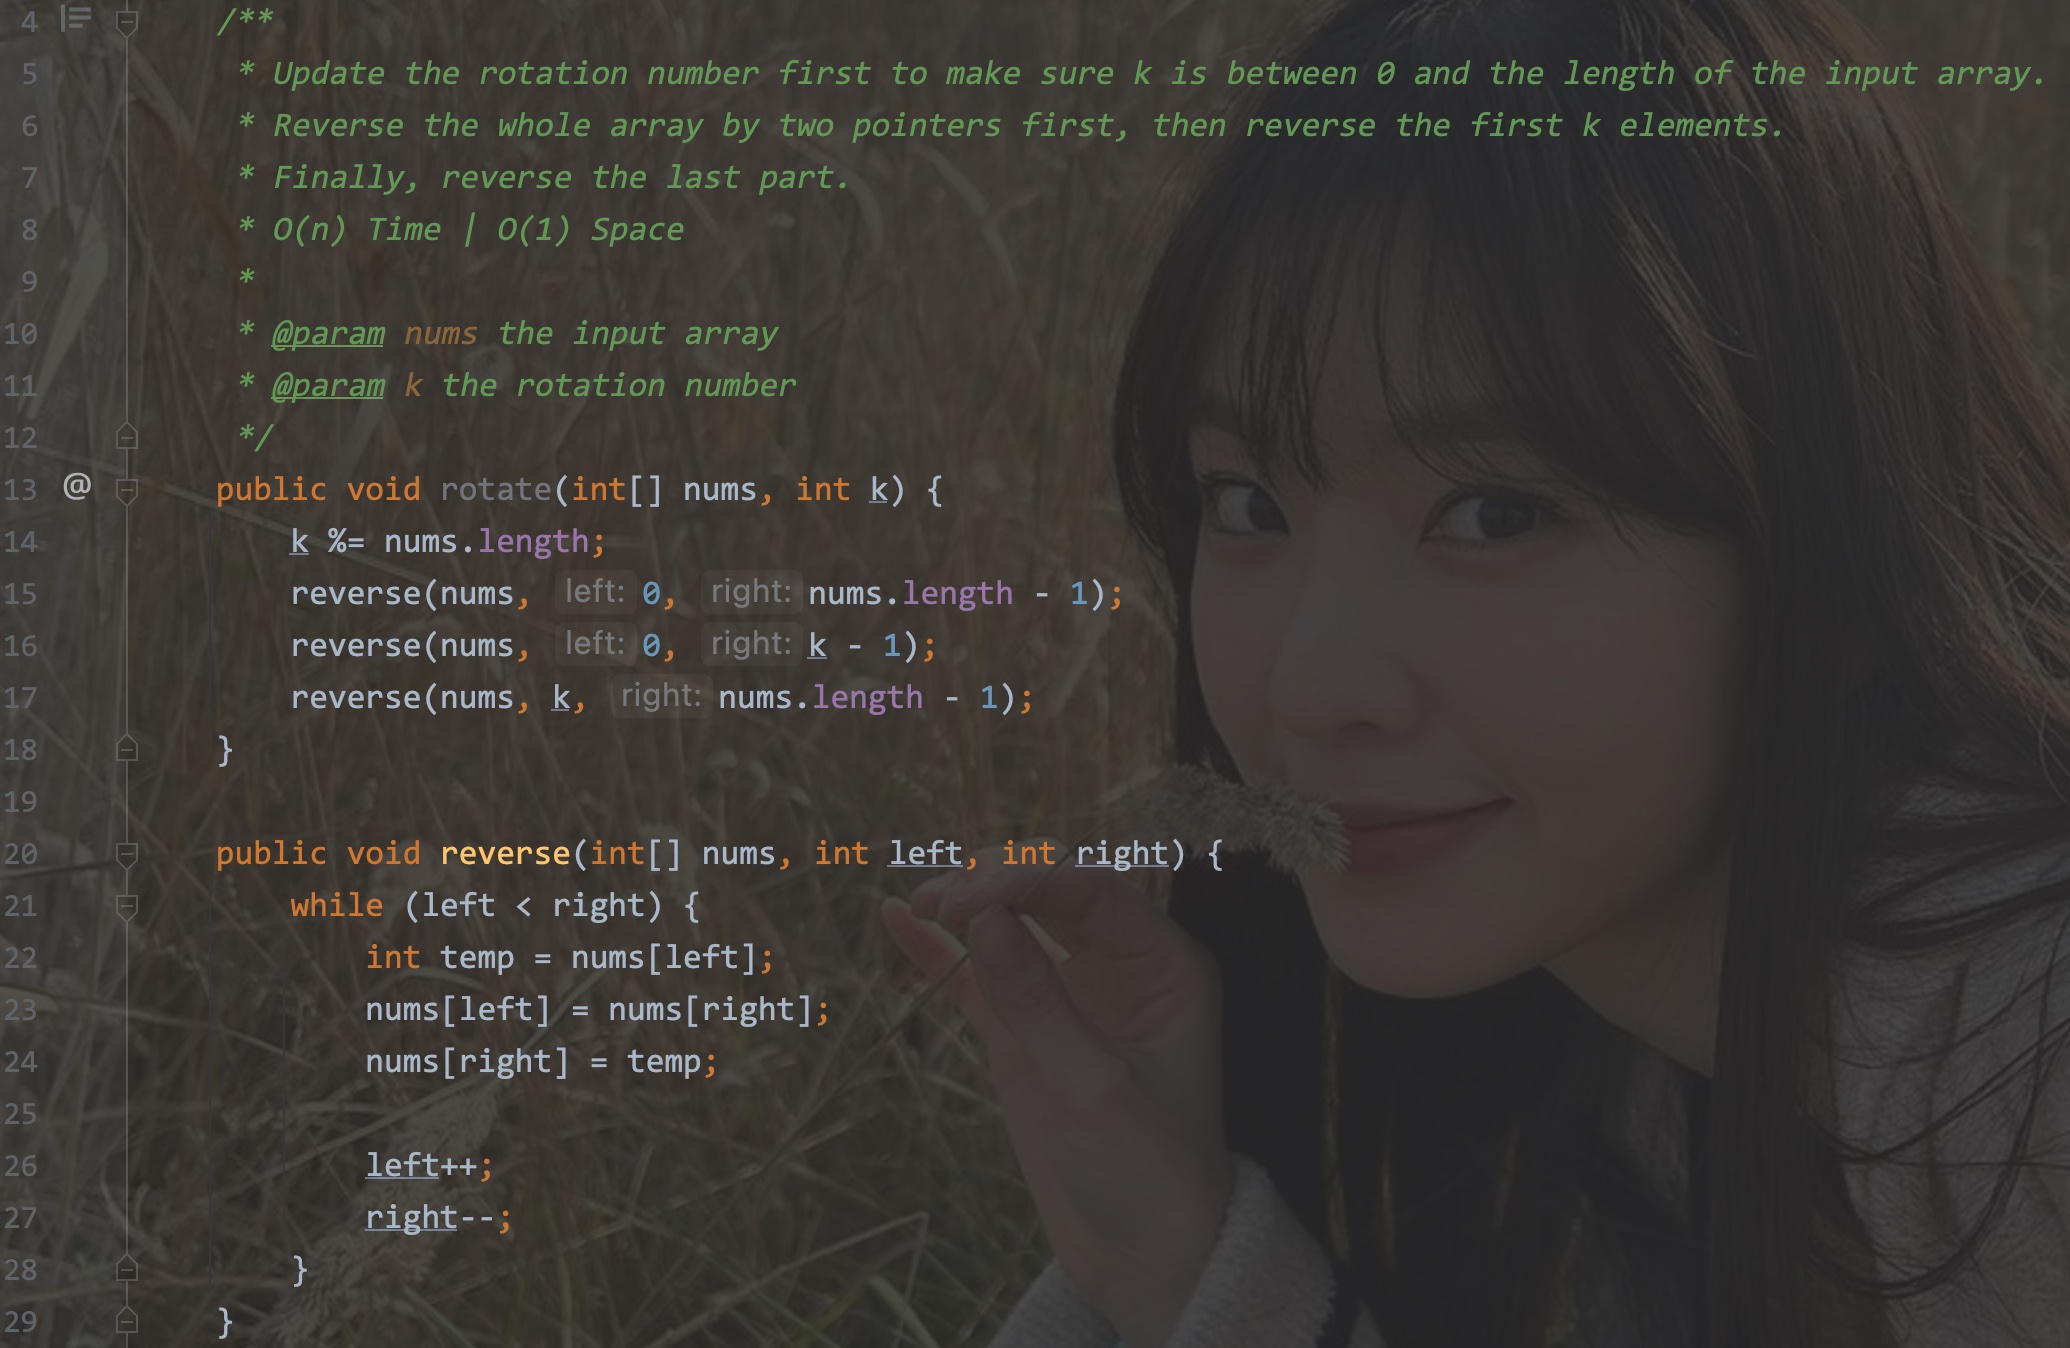 4 /**
5 * Update the rotation number first to make sure k is between 0 and the length of the input array.
6 * Reverse the whole array by two pointers first, then reverse the first k elements.
7 * Finally, reverse the last part.
8 * O(n) Time | O(1) Space
9 *
10 * @param nums the input array
11 * @param k the rotation number
12 */
13 @ public void rotate(int[] nums, int k) {
14 k %= nums.length;
15 reverse(nums, left: 0, right: nums.length - 1);
16 reverse(nums, left: 0, right: k - 1);
17 reverse(nums, k, right: nums.length - 1);
18 }
19
20 public void reverse(int[] nums, int left, int right) {
21 while (left < right) {
22 int temp = nums[left];
23 nums[left] = nums[right];
24 nums[right] = temp;
25
26 left++;
27 right--;
28 }
29 }